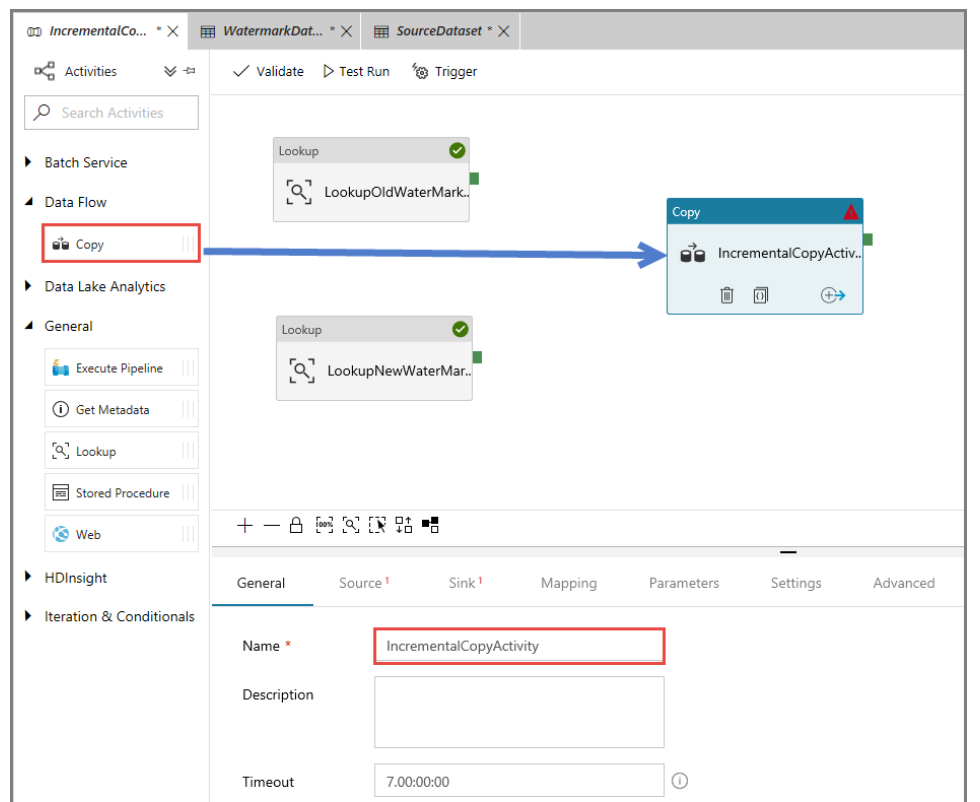 IncrementalCo... * WatermarkDat... * SourceDataset *
Activities
Validate Test Run Trigger
Search Activities
Batch Service
Data Flow
Copy
Data Lake Analytics
General
Execute Pipeline
Get Metadata
Lookup
Stored Procedure
Web
HDInsight
Iteration & Conditionals
Lookup
LookupOldWaterMark..
Copy
IncrementalCopyActiv..
Lookup
LookupNewWaterMar..
100%
General Source 1 Sink 1 Mapping Parameters Settings Advanced
Name * IncrementalCopyActivity
Description
Timeout 7.00:00:00